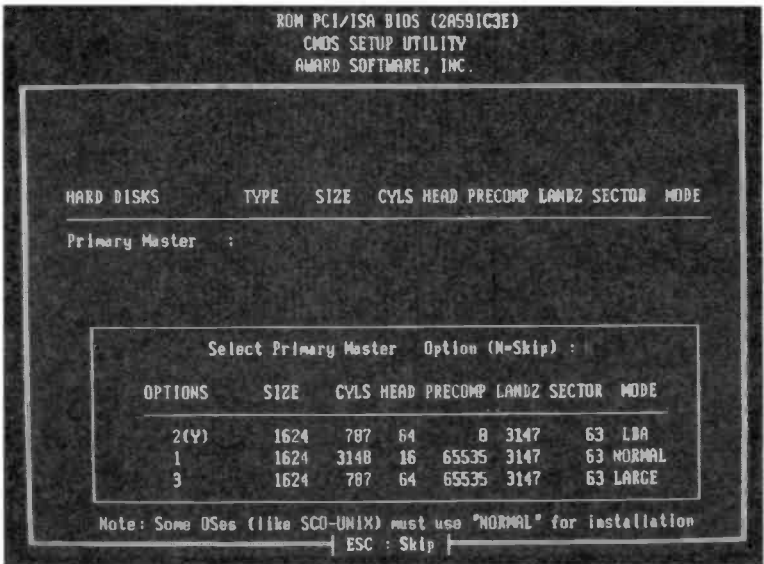 ROM PCI/ISA BIOS (2A59IC3E)
CMOS SETUP UTILITY
AWARD SOFTWARE, INC.
HARD DISKS TYPE SIZE CYLS HEAD PRECOMP LANDZ SECTOR MODE
Primary Master :
Select Primary Master Option (N=Skip) :
OPTIONS SIZE CYLS HEAD PRECOMP LANDZ SECTOR MODE
2(Y) 1624 787 64 0 3147 63 LBA
1 1624 3148 16 65535 3147 63 NORMAL
3 1624 787 64 65535 3147 63 LARGE
Note: Some OSes (like SCO-UNIX) must use "NORMAL" for installation
ESC : Skip